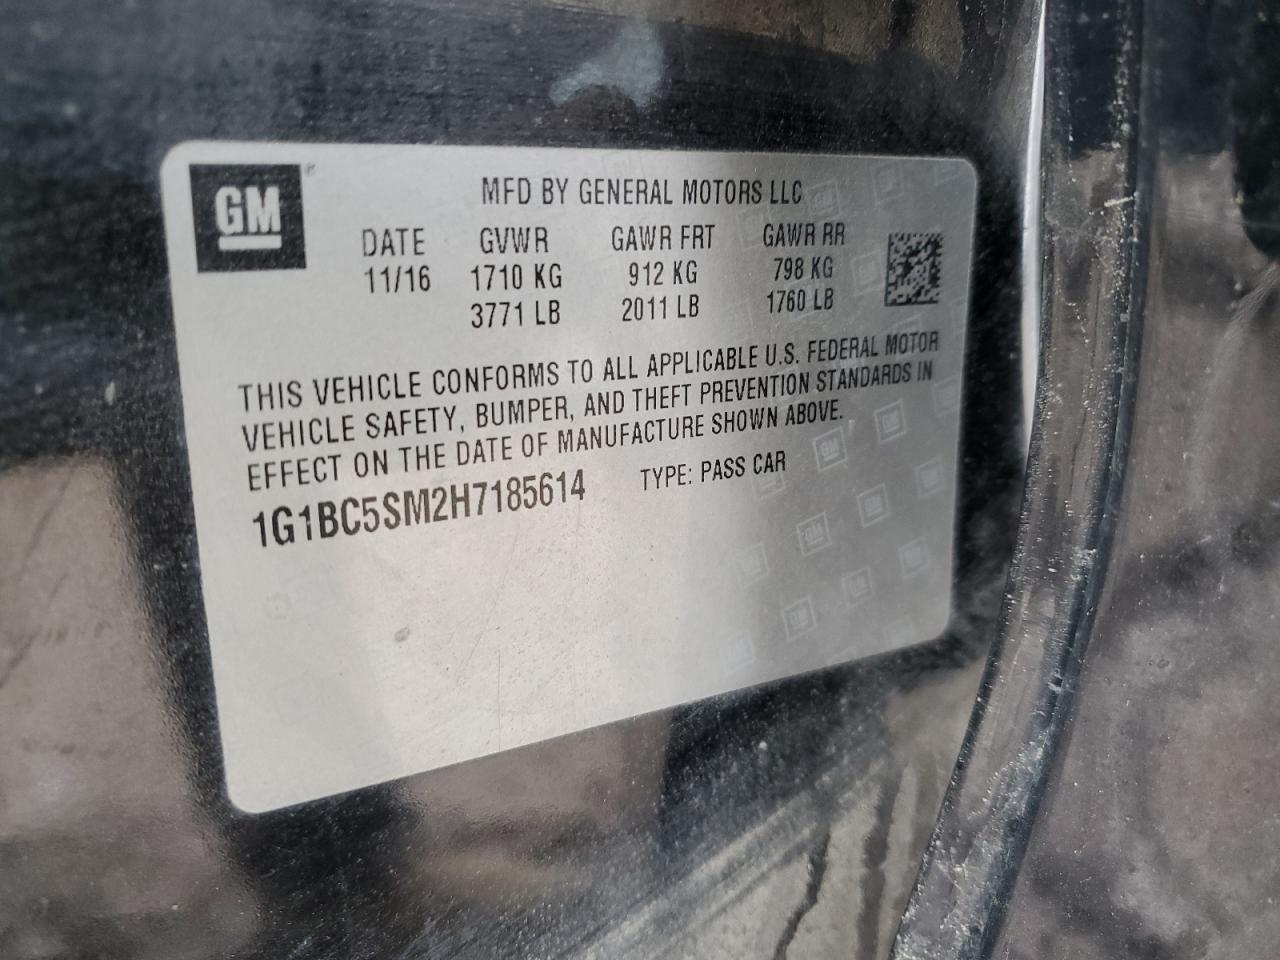 GM
MFD BY GENERAL MOTORS LLC
DATE GVWR GAWR FRT GAWR RR
11/16 1710 KG 912 KG 798 KG
3771 LB 2011 LB 1760 LB
THIS VEHICLE CONFORMS TO ALL APPLICABLE U.S. FEDERAL MOTOR
VEHICLE SAFETY, BUMPER, AND THEFT PREVENTION STANDARDS IN
EFFECT ON THE DATE OF MANUFACTURE SHOWN ABOVE.
1G1BC5SM2H7185614 TYPE: PASS CAR